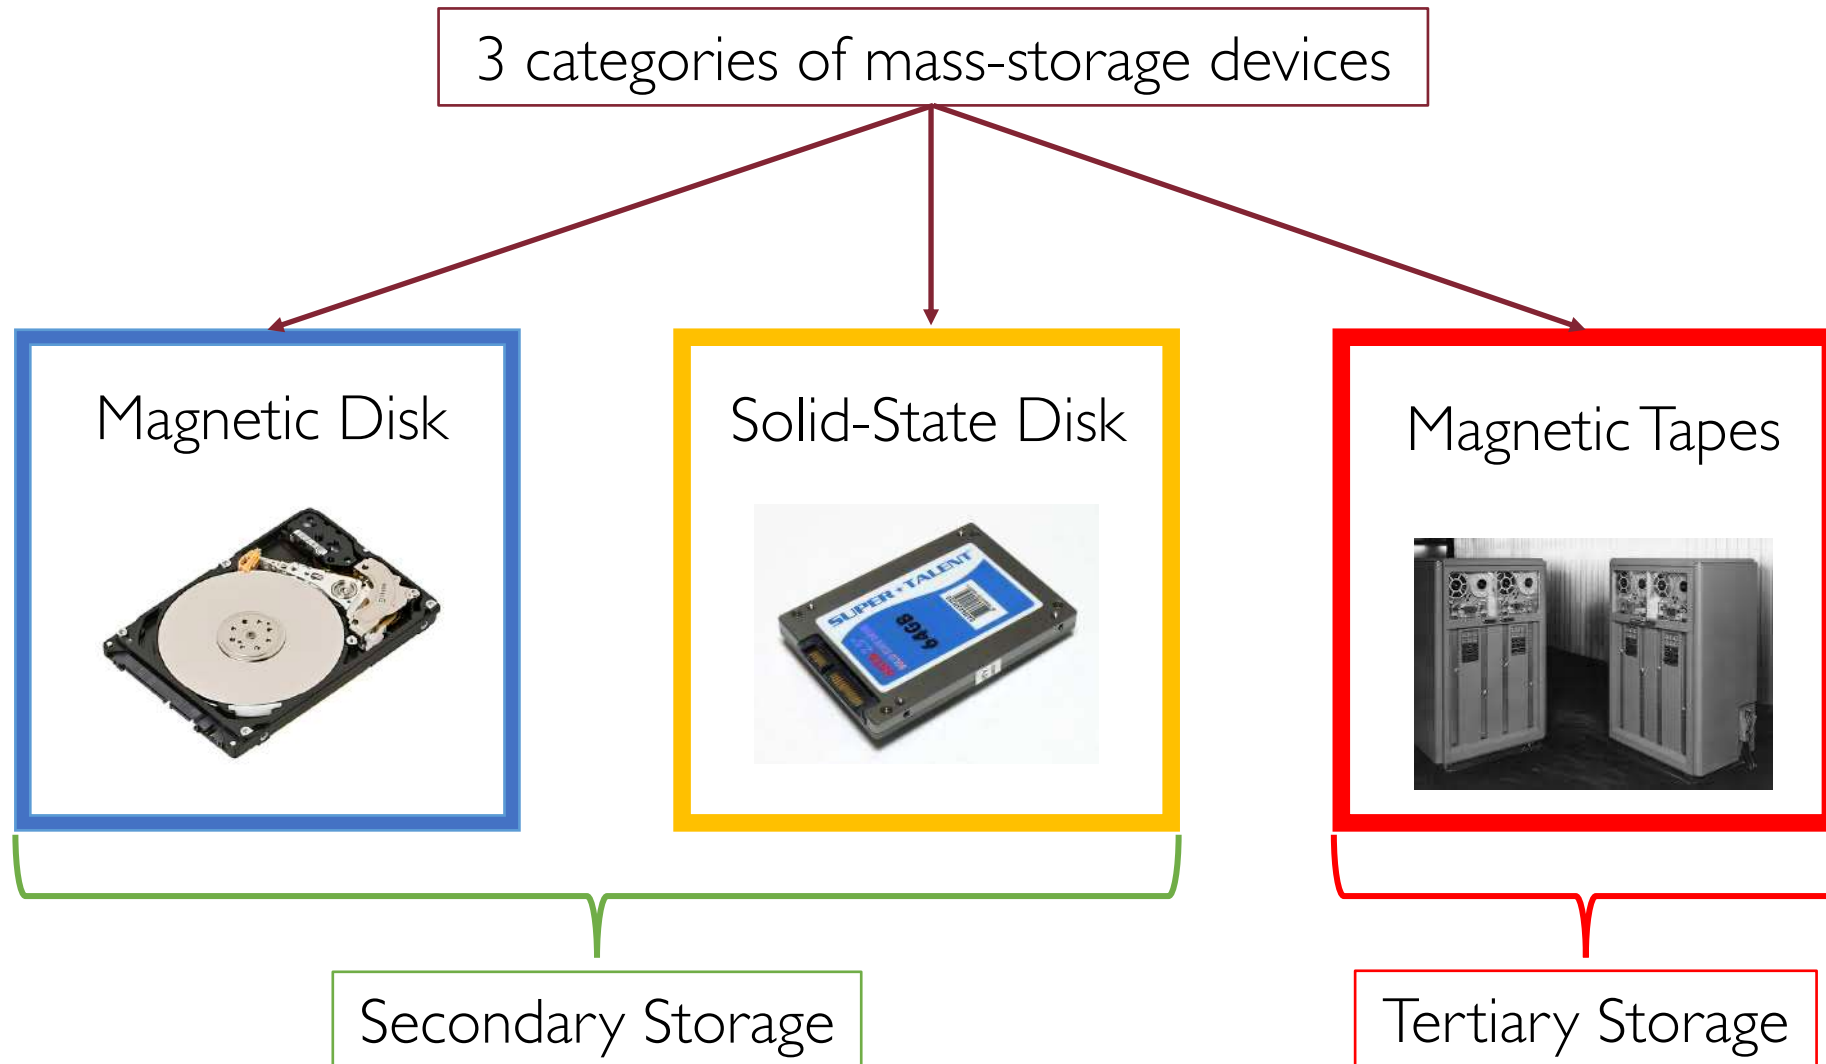 3 categories of mass-storage devices
Magnetic Disk
Solid-State Disk
Magnetic Tapes
SUPER+TALENT
64GB
Secondary Storage
Tertiary Storage